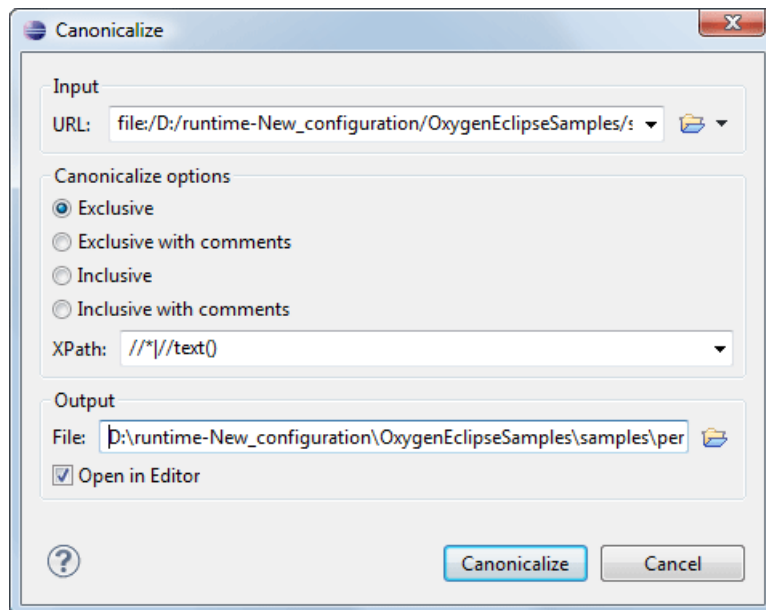 Canonicalize
Input
URL: file:/D:/runtime-New_configuration/OxygenEclipseSamples/s
Canonicalize options
Exclusive
Exclusive with comments
Inclusive
Inclusive with comments
XPath: //*|//text()
Output
File: D:\runtime-New_configuration\OxygenEclipseSamples\samples\per
Open in Editor
? Canonicalize Cancel